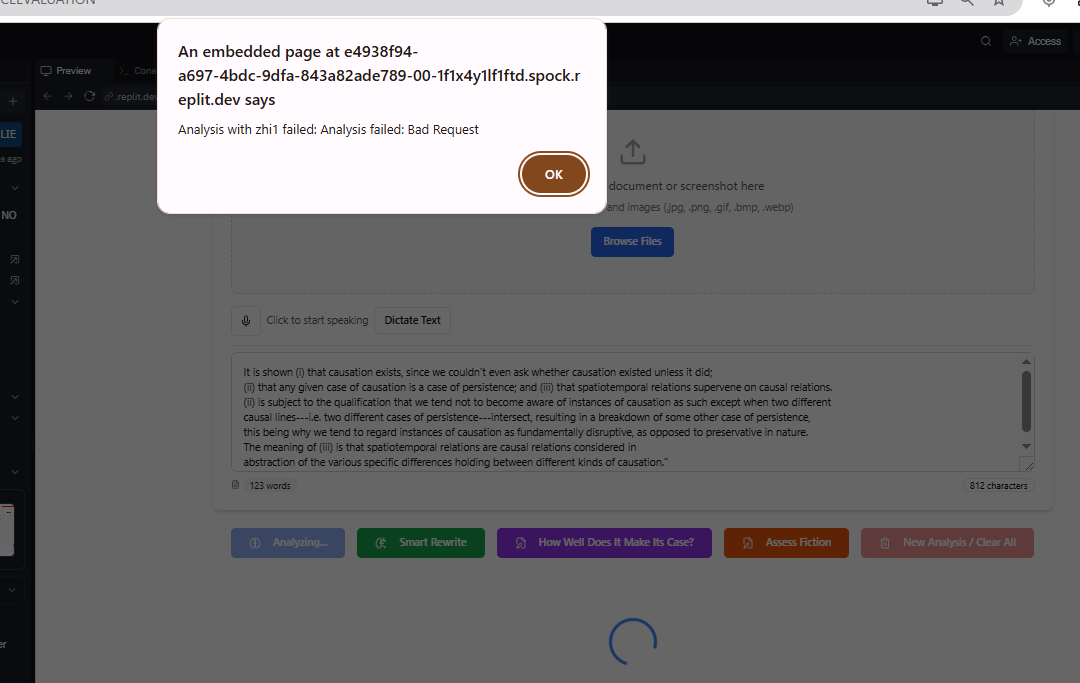 CEEVALUATION
An embedded page at e4938f94-
a697-4bdc-9dfa-843a82ade789-00-1f1x4y1lf1ftd.spock.r
eplit.dev says
Analysis with zhi1 failed: Analysis failed: Bad Request
OK
Access
Preview
Cons
.replit.de
LIE
s ago
NO
document or screenshot here
and images (.jpg, .png, .gif, .bmp, .webp)
Browse Files
Click to start speaking
Dictate Text
It is shown (i) that causation exists, since we couldn't even ask whether causation existed unless it did;
(ii) that any given case of causation is a case of persistence; and (iii) that spatiotemporal relations supervene on causal relations.
(ii) is subject to the qualification that we tend not to become aware of instances of causation as such except when two different
causal lines---i.e. two different cases of persistence---intersect, resulting in a breakdown of some other case of persistence,
this being why we tend to regard instances of causation as fundamentally disruptive, as opposed to preservative in nature.
The meaning of (iii) is that spatiotemporal relations are causal relations considered in
abstraction of the various specific differences holding between different kinds of causation."
123 words
812 characters
Analyzing...
Smart Rewrite
How Well Does It Make Its Case?
Assess Fiction
New Analysis / Clear All
er